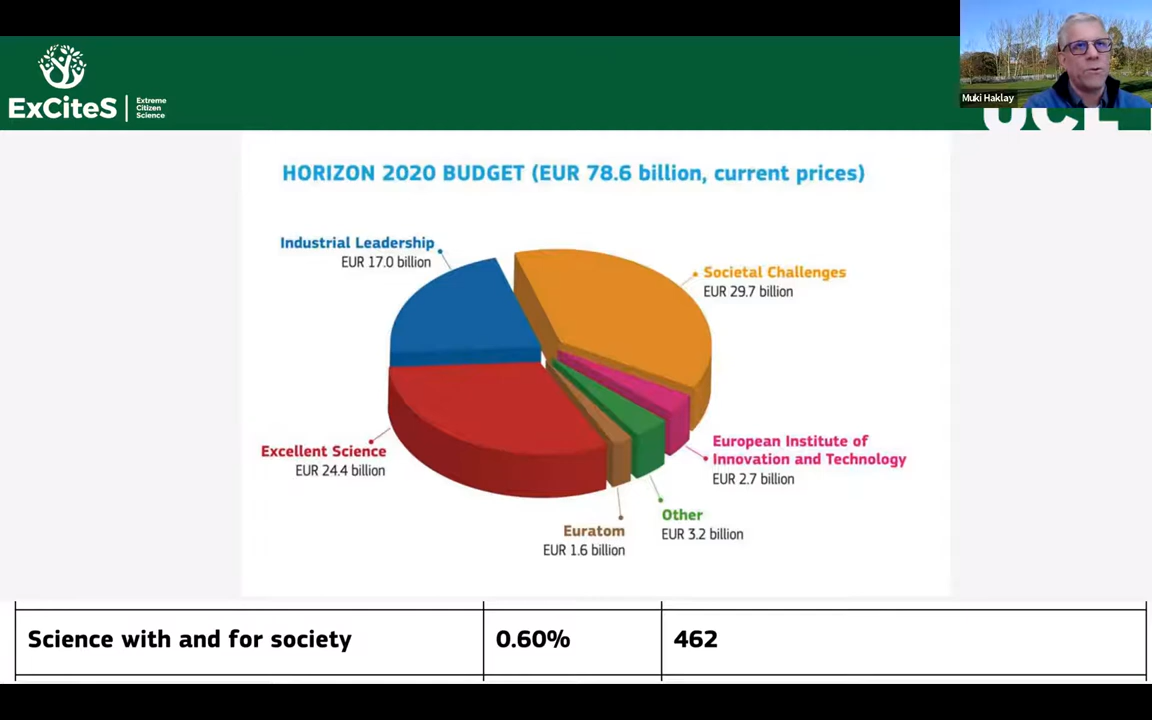 ExCiteS
Extreme
Citizen
Science
Muki Haklay
UCL
HORIZON 2020 BUDGET (EUR 78.6 billion, current prices)
Industrial Leadership
EUR 17.0 billion
Societal Challenges
EUR 29.7 billion
Excellent Science
EUR 24.4 billion
European Institute of
Innovation and Technology
EUR 2.7 billion
Other
EUR 3.2 billion
Euratom
EUR 1.6 billion
Science with and for society 0.60% 462